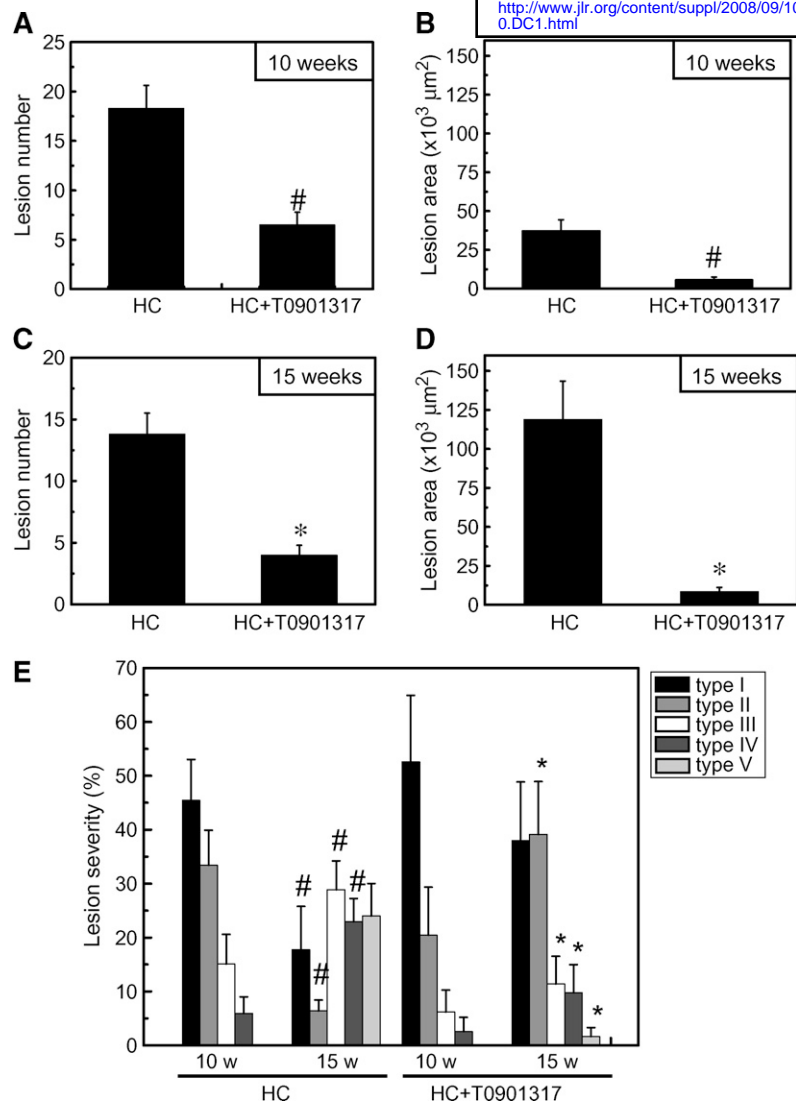 http://www.jlr.org/content/suppl/2008/09/10
0.DC1.html
A
10 weeks
Lesion number
25
20
15
10
5
0
#
HC
HC+T0901317
B
10 weeks
Lesion area (x10³ μm²)
150
125
100
75
50
25
0
#
HC
HC+T0901317
C
15 weeks
Lesion number
20
15
10
5
0
*
HC
HC+T0901317
D
15 weeks
Lesion area (x10³ μm²)
150
125
100
75
50
25
0
*
HC
HC+T0901317
E
Lesion severity (%)
70
60
50
40
30
20
10
0
# # # #
* * * *
type I
type II
type III
type IV
type V
10 w 15 w 10 w 15 w
HC HC+T0901317